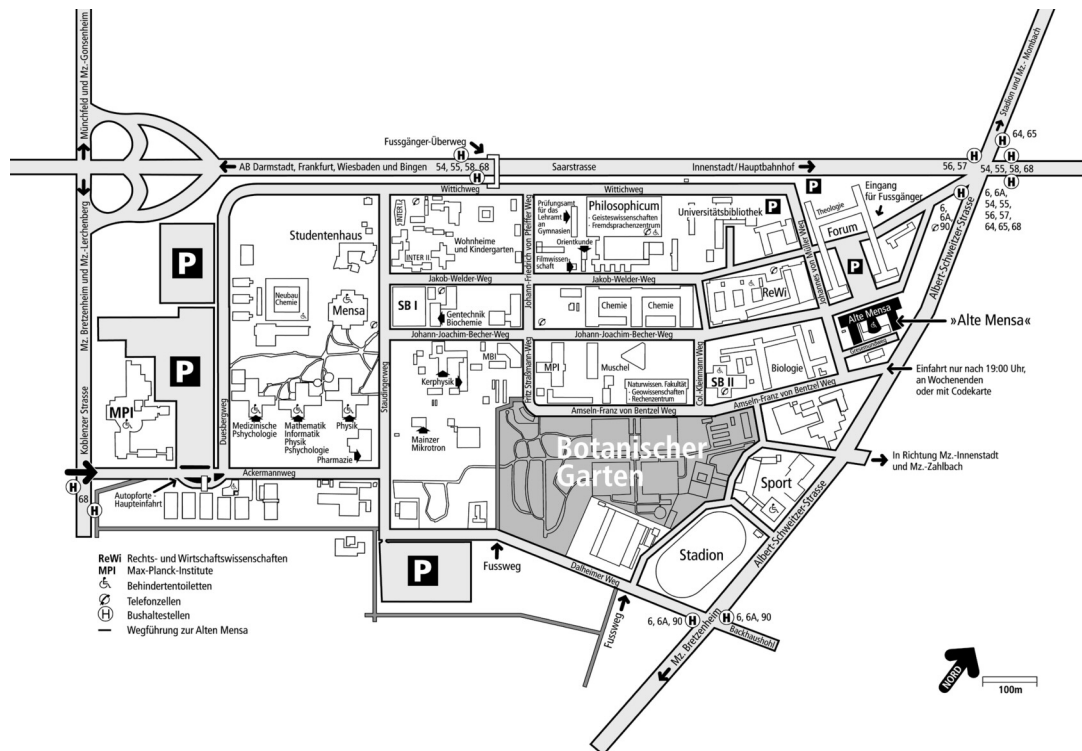 Münchfeld und Mz.-Gonsenheim
Stadion und Mz.- Mombach
H 64, 65
Fussgänger-Überweg
H
H
AB Darmstadt, Frankfurt, Wiesbaden und Bingen 54, 55, 58, 68
H
Saarstrasse
Innenstadt/Hauptbahnhof
56, 57
54, 55, 58, 68
H
H
H
6, 6A,
54, 55,
56, 57,
64, 65, 68
6,
6A,
90
Eingang
für Fussgänger
Wittichweg
Wittichweg
P
P
P
Mz. Bretzenheim und Mz.-Lerchenberg
Koblenzer Strasse
P
P
P
Studentenhaus
Neubau
Chemie
Mensa
INTER I
INTER II.
Wohnheime
und Kindergarten
Johann-Friedrich von Pfeiffer Weg
Prüfungsamt
für das
Lehramt
an
Gymnasien
Orientkunde
Filmwissen-
schaft
Philosophicum
- Geisteswissenschaften
- Fremdsprachenzentrum
Universitätsbibliothek
Johannes von Müller Weg
Johannes von Müller Weg
Theologie
Forum
Albert-Schweitzer-Strasse
Jakob-Welder-Weg
Jakob-Welder-Weg
SB I
Gentechnik
Biochemie
Chemie
Chemie
ReWi
Alte Mensa
»Alte Mensa«
Gresemundweg
Johann-Joachim-Becher-Weg
Johann-Joachim-Becher-Weg
Einfahrt nur nach 19:00 Uhr,
an Wochenenden
oder mit Codekarte
MBI
Kerphysik
Fritz Straßmann-Weg
MPI
Muschel
Naturwissen. Fakultät
- Geowissenschaften
- Rechenzentrum
Col.-Kleinmann Weg
SB II
Biologie
Amseln-Franz von Bentzel Weg
Amseln-Franz von Bentzel Weg
MPI
Duesbergweg
Staudingerweg
Medizinische
Pshychologie
Mathematik
Informatik
Physik
Pshychologie
Physik
Pharmazie
Mainzer
Mikrotron
Botanischer
Garten
In Richtung Mz.-Innenstadt
und Mz.-Zahlbach
Sport
Stadion
Albert-Schweitzer-Strasse
Ackermannweg
H
68
H
Autopforte -
Haupteinfahrt
Fussweg
Dalheimer Weg
Fussweg
6, 6A, 90 H
H 6, 6A, 90
Backhaushohl
Mz. Bretzenheim
ReWi Rechts- und Wirtschaftswissenschaften
MPI Max-Planck-Institute
Behindertentoiletten
Telefonzellen
H Bushaltestellen
Wegführung zur Alten Mensa
NORD
100m